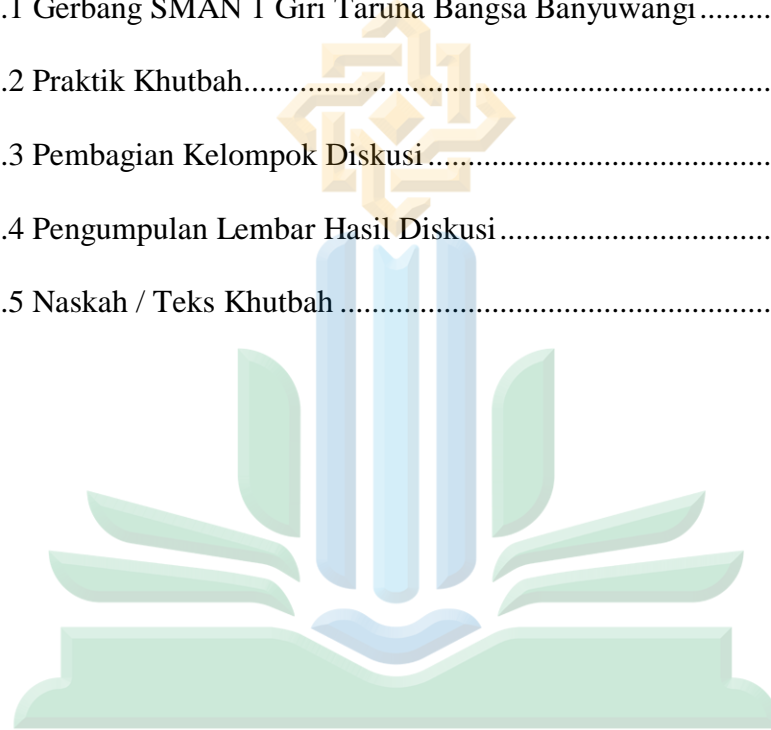 .1 Gerbang SMAN 1 Giri Taruna Bangsa Banyuwangi.........
.2 Praktik Khutbah.................................................................
.3 Pembagian Kelompok Diskusi...........................................
.4 Pengumpulan Lembar Hasil Diskusi..................................
.5 Naskah / Teks Khutbah......................................................